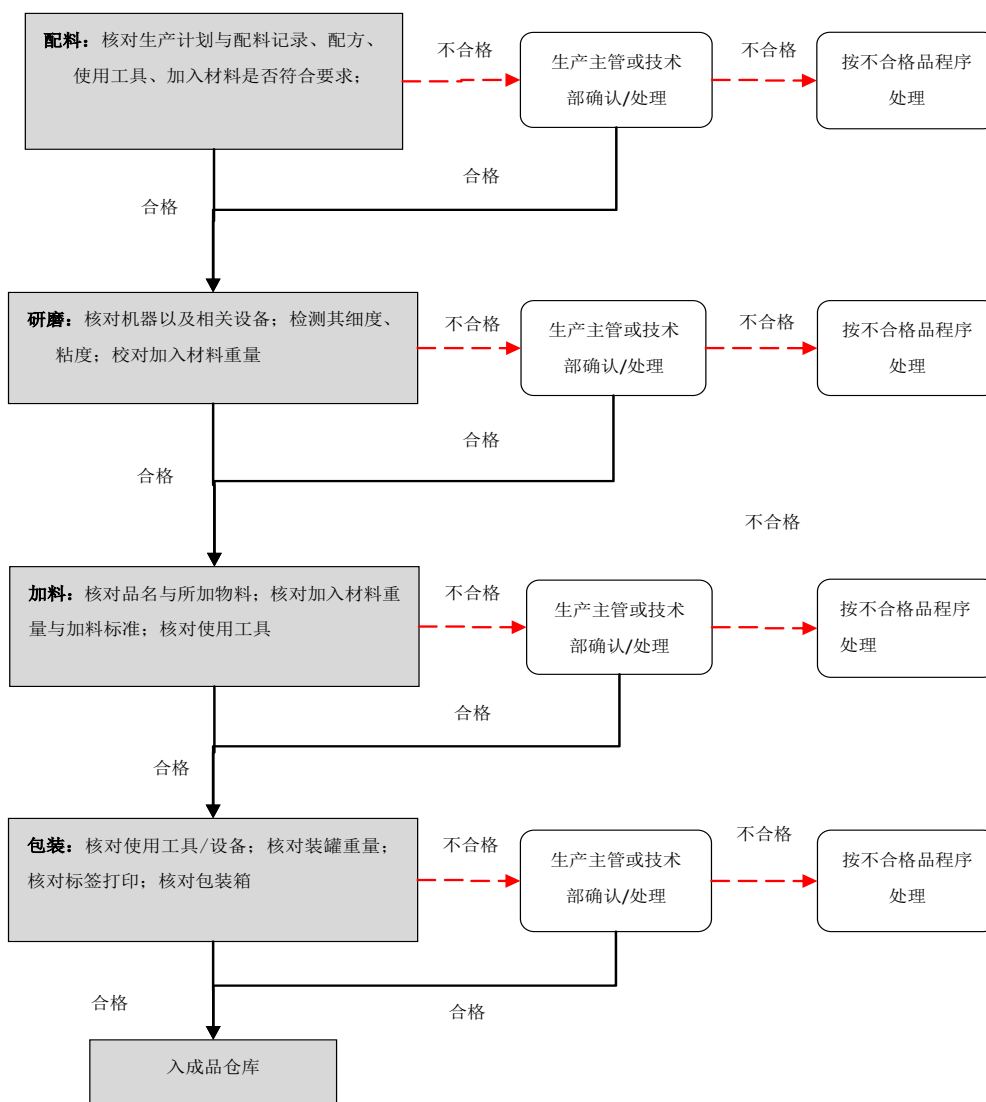 配料：核对生产计划与配料记录、配方、
使用工具、加入材料是否符合要求；
不合格
生产主管或技术
部确认/处理
不合格
按不合格品程序
处理
合格
合格
研磨：核对机器以及相关设备；检测其细度、
粘度；校对加入材料重量
不合格
生产主管或技术
部确认/处理
不合格
按不合格品程序
处理
合格
合格
不合格
加料：核对品名与所加物料；核对加入材料重
量与加料标准；核对使用工具
不合格
生产主管或技术
部确认/处理
按不合格品程序
处理
合格
合格
包装：核对使用工具/设备；核对装罐重量；
核对标签打印；核对包装箱
不合格
生产主管或技术
部确认/处理
不合格
按不合格品程序
处理
合格
合格
入成品仓库